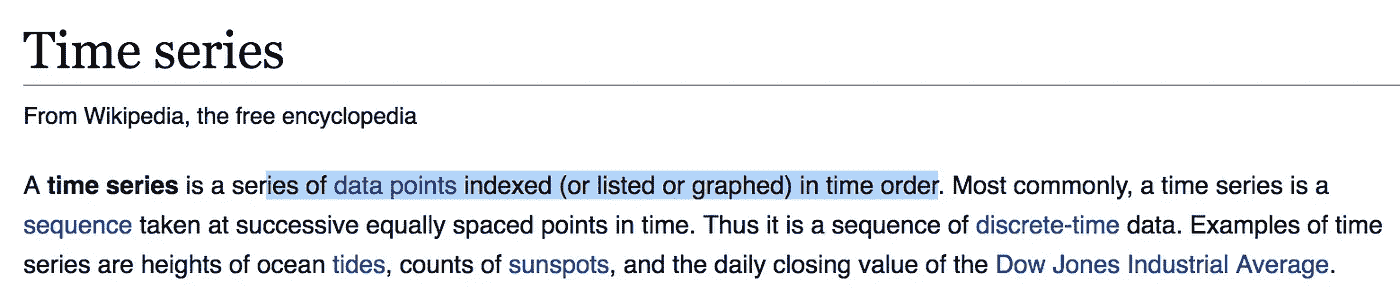 Time series
From Wikipedia, the free encyclopedia
A time series is a series of data points indexed (or listed or graphed) in time order. Most commonly, a time series is a
sequence taken at successive equally spaced points in time. Thus it is a sequence of discrete-time data. Examples of time
series are heights of ocean tides, counts of sunspots, and the daily closing value of the Dow Jones Industrial Average.